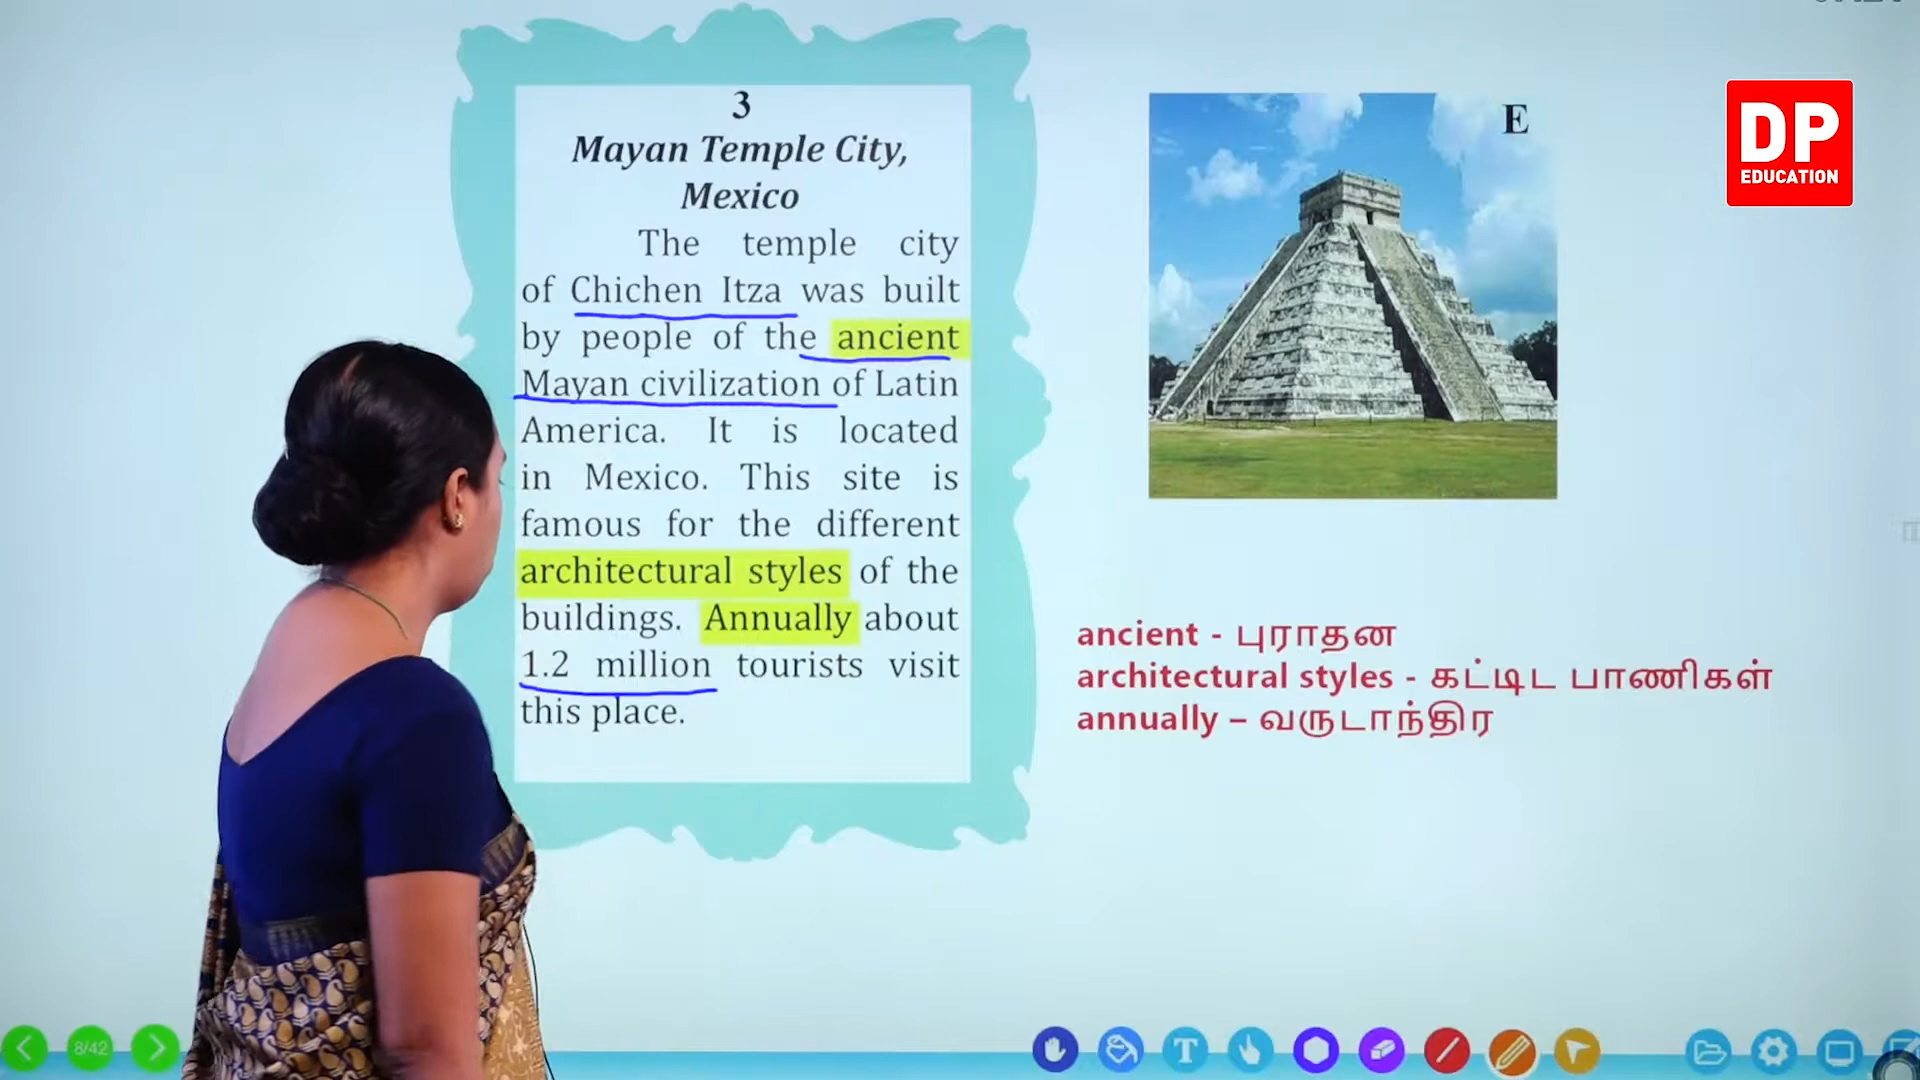 3
Mayan Temple City,
Mexico
The temple city
of Chichen Itza was built
by people of the ancient
Mayan civilization of Latin
America. It is located
in Mexico. This site is
famous for the different
architectural styles of the
buildings. Annually about
1.2 million tourists visit
this place.
E
DP
EDUCATION
ancient - புராதன
architectural styles - கட்டிட பாணிகள்
annually – வருடாந்திர
8/42
T